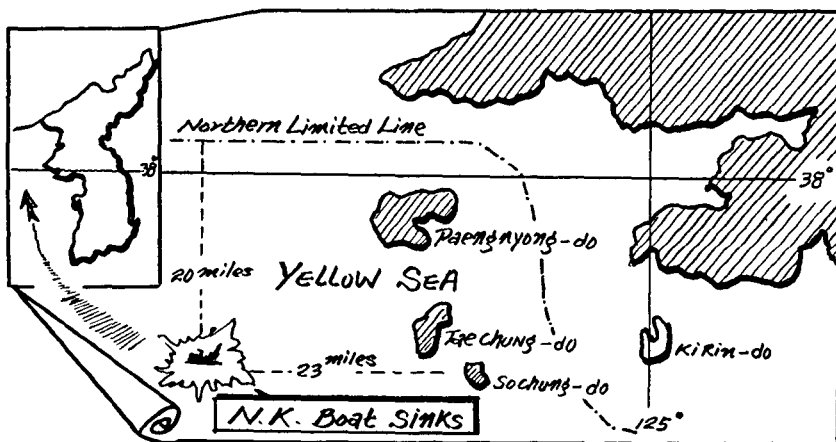 Northern Limited Line
38°
38°
Paengnyong-do
20 miles
YELLOW SEA
Taechung-do
Kirin-do
23 miles
Sochung-do
N.K. Boat Sinks
125°